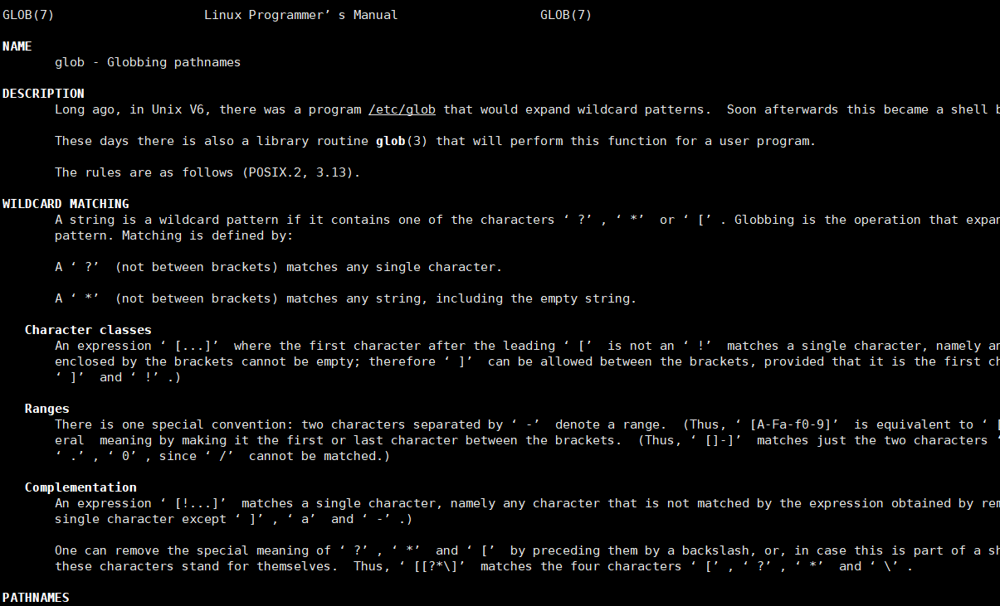 GLOB(7) Linux Programmer’ s Manual GLOB(7)
NAME
glob - Globbing pathnames
DESCRIPTION
Long ago, in Unix V6, there was a program /etc/glob that would expand wildcard patterns. Soon afterwards this became a shell
These days there is also a library routine glob(3) that will perform this function for a user program.
The rules are as follows (POSIX.2, 3.13).
WILDCARD MATCHING
A string is a wildcard pattern if it contains one of the characters ‘ ?’ , ‘ *’ or ‘ [’ . Globbing is the operation that
pattern. Matching is defined by:
A ‘ ?’ (not between brackets) matches any single character.
A ‘ *’ (not between brackets) matches any string, including the empty string.
Character classes
An expression ‘ [...]’ where the first character after the leading ‘ [’ is not an ‘ !’ matches a single character, namely
enclosed by the brackets cannot be empty; therefore ‘ ]’ can be allowed between the brackets, provided that it is the first
‘ ]’ and ‘ !’ .)
Ranges
There is one special convention: two characters separated by ‘ -’ denote a range. (Thus, ‘ [A-Fa-f0-9]’ is equivalent to ‘
eral meaning by making it the first or last character between the brackets. (Thus, ‘ []-]’ matches just the two characters ‘
‘ .’ , ‘ 0’ , since ‘ /’ cannot be matched.)
Complementation
An expression ‘ [!...]’ matches a single character, namely any character that is not matched by the expression obtained by
single character except ‘ ]’ , ‘ a’ and ‘ -’ .)
One can remove the special meaning of ‘ ?’ , ‘ *’ and ‘ [’ by preceding them by a backslash, or, in case this is part of a
these characters stand for themselves. Thus, ‘ [[?*\]’ matches the four characters ‘ [’ , ‘ ?’ , ‘ *’ and ‘ \’ .
PATHNAMES